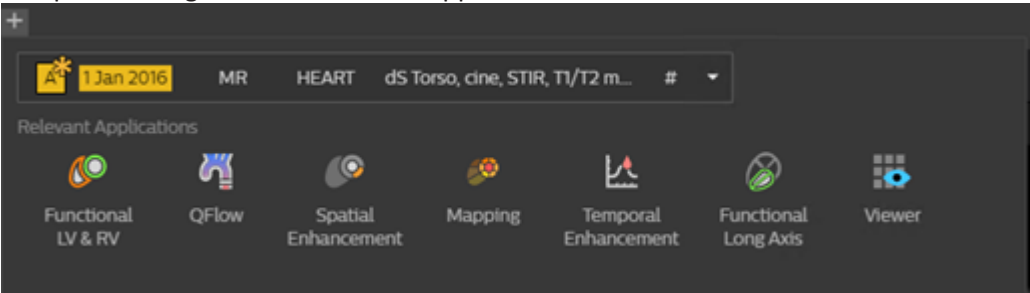 +
A* 1 Jan 2016 MR HEART dS Torso, cine, STIR, T1/T2 m... #
Relevant Applications
Functional LV & RV
QFlow
Spatial Enhancement
Mapping
Temporal Enhancement
Functional Long Axis
Viewer